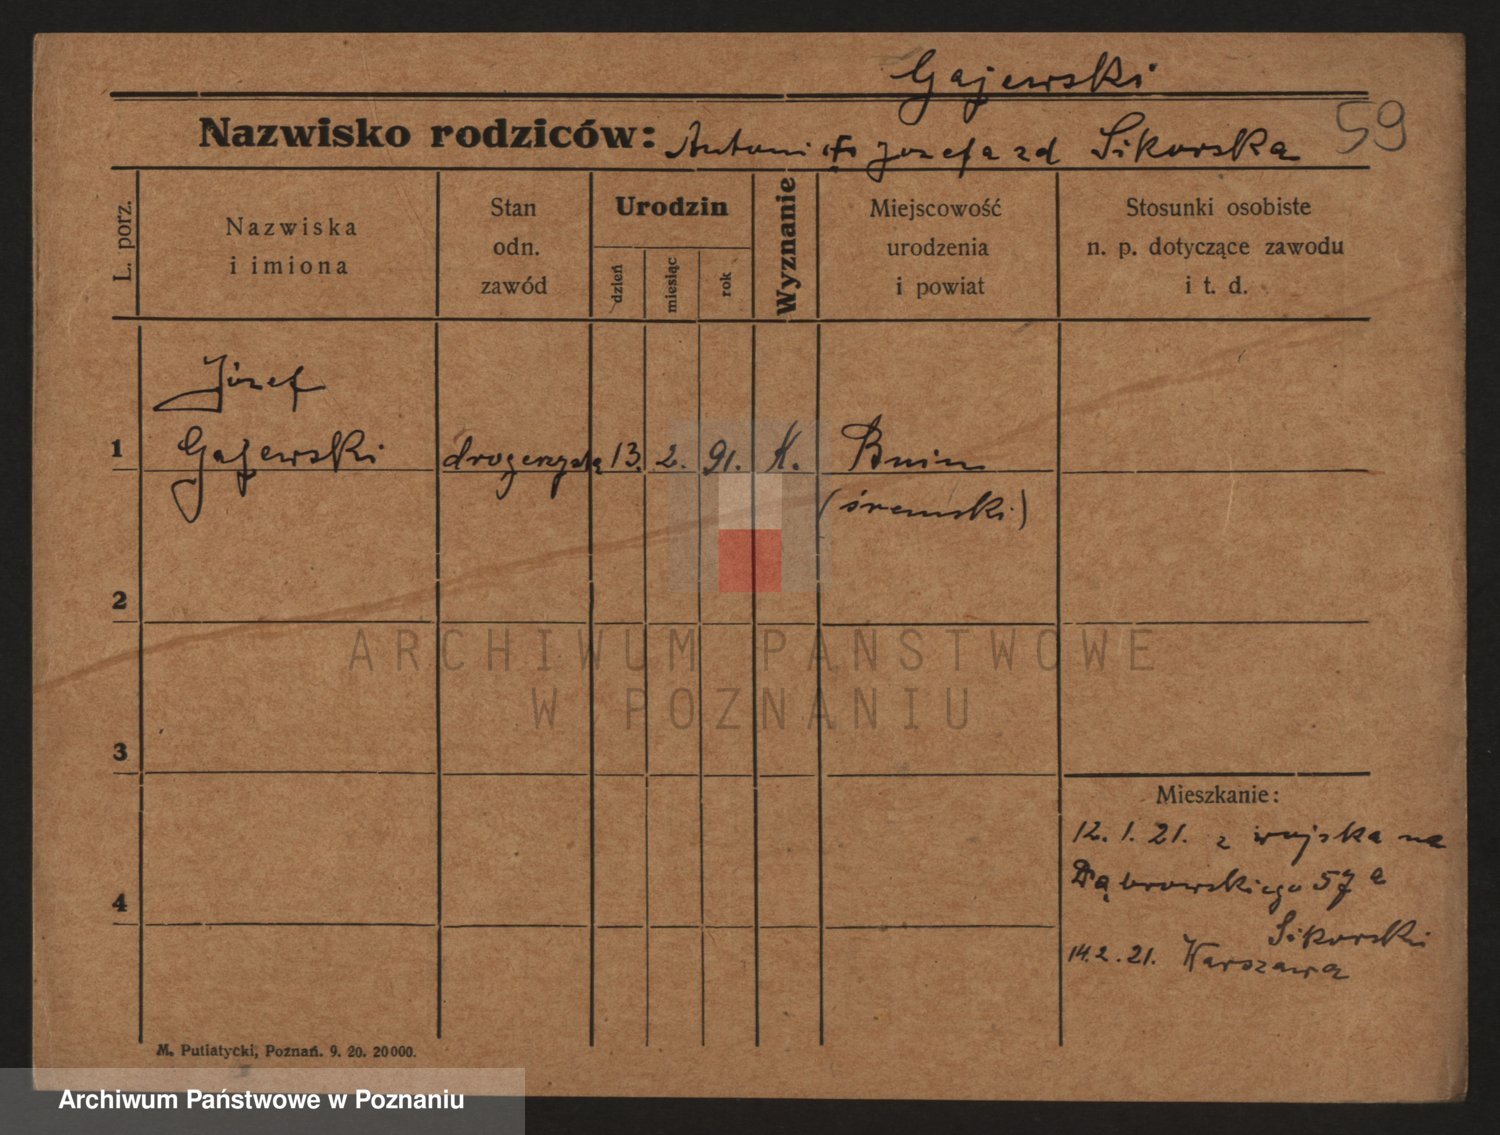 Gajewski
59
Nazwisko rodziców: Antoni Józefa zd Sikorska
L. porz.
Nazwiska
i imiona
Stan
odn.
zawód
Urodzin
dzień
miesiąc
rok
Wyznanie
Miejscowość
urodzenia
i powiat
Stosunki osobiste
n. p. dotyczące zawodu
i t. d.
Józef
1 Gajewski drogerzysta 13. 2. 91. K. Bnin
(śremski)
2
3
4
ARCHIWUM PAŃSTWOWE
W POZNANIU
Mieszkanie:
12. 1. 21. z wojska na
Dąbrowskiego 57 a
Sikorski
14. 2. 21. Warszawa
M. Putiatycki, Poznań. 9. 20. 20000.
Archiwum Państwowe w Poznaniu